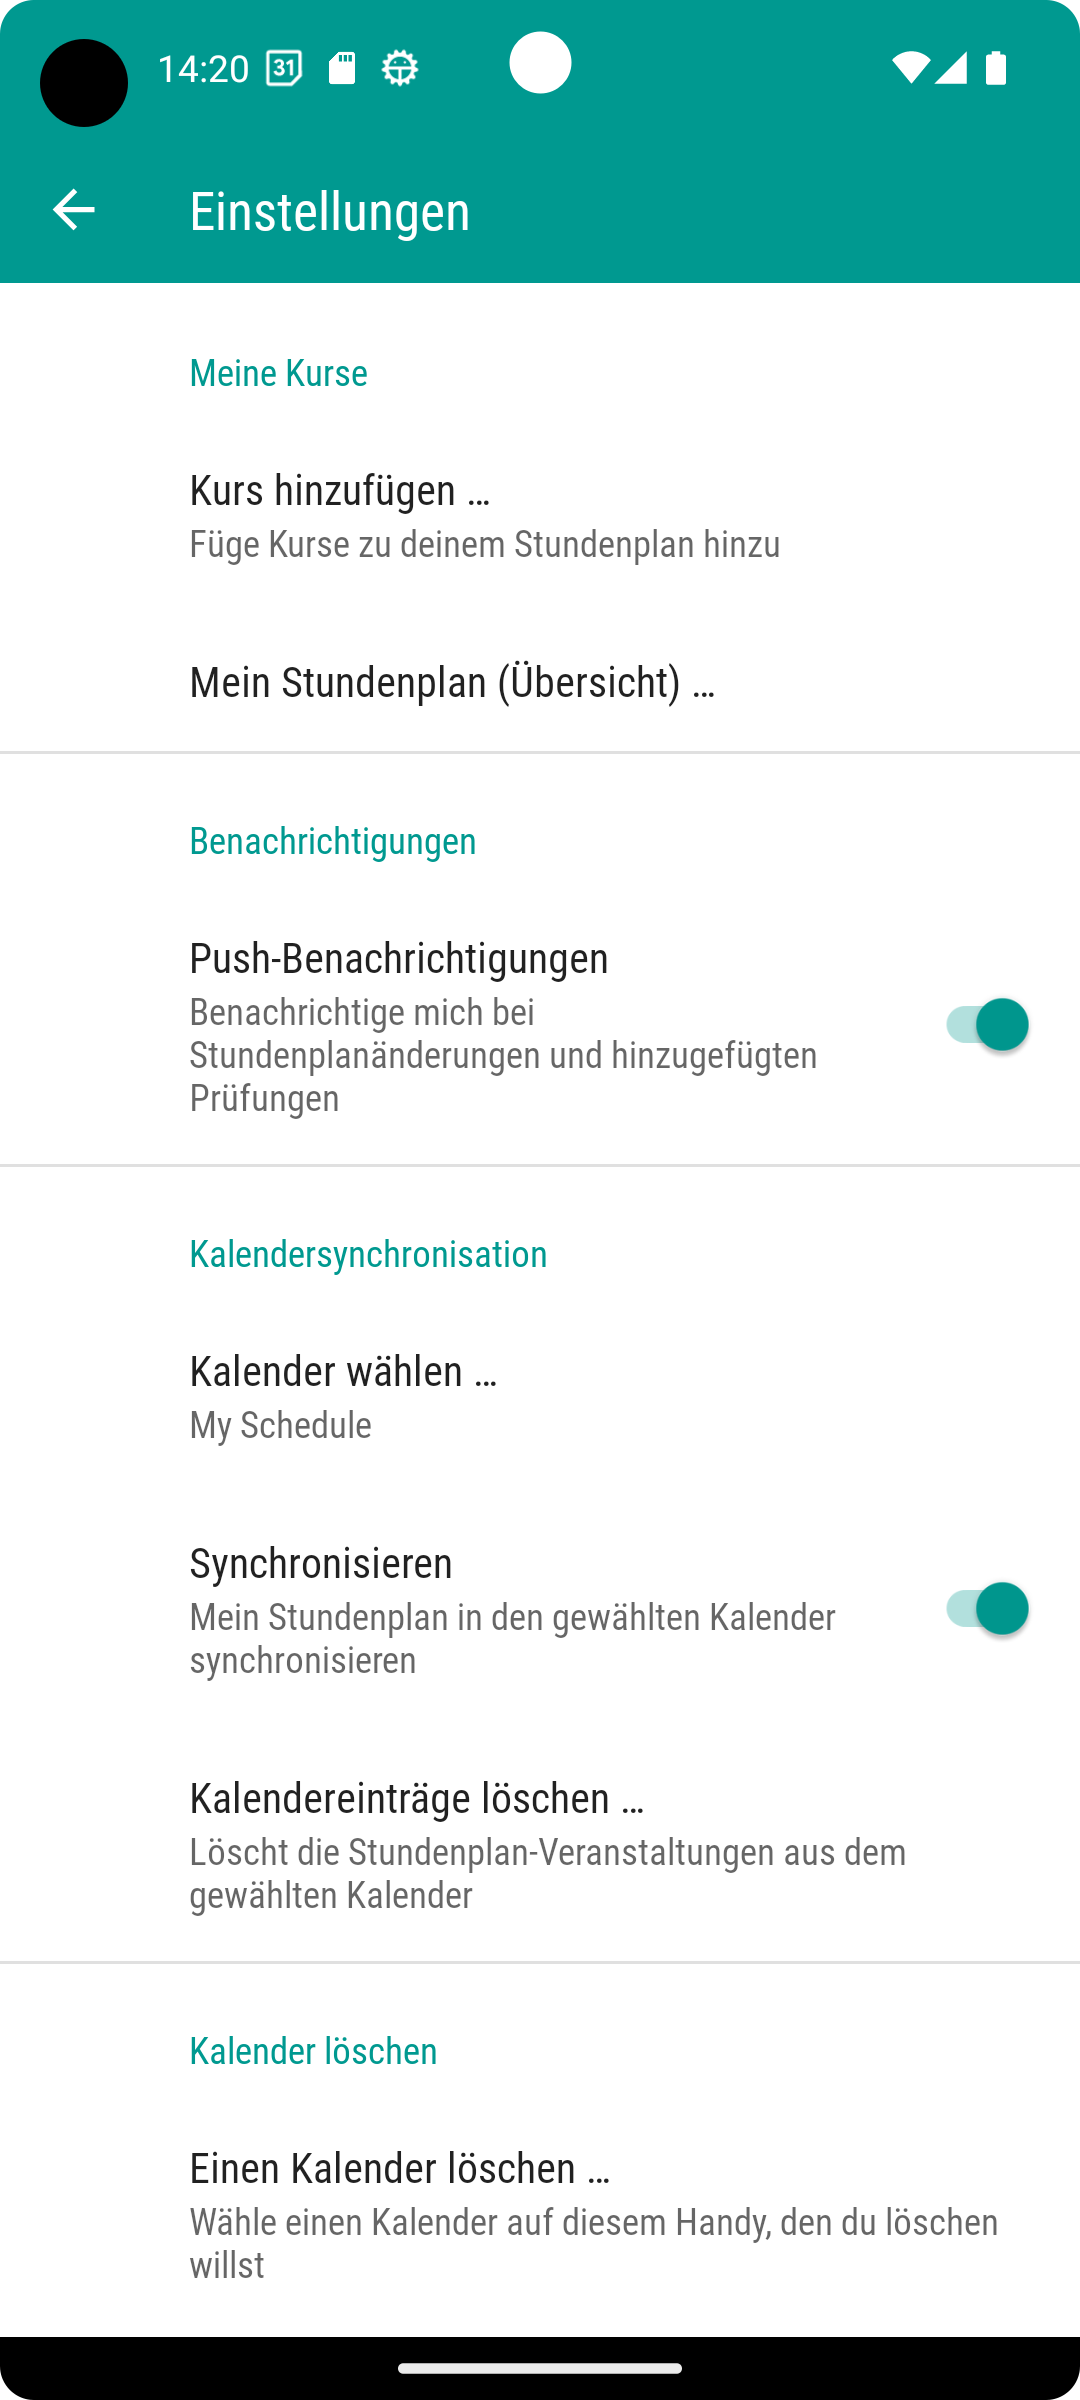 14:20 31
Einstellungen
Meine Kurse
Kurs hinzufügen …
Füge Kurse zu deinem Stundenplan hinzu
Mein Stundenplan (Übersicht) …
Benachrichtigungen
Push-Benachrichtigungen
Benachrichtige mich bei
Stundenplanänderungen und hinzugefügten
Prüfungen
Kalendersynchronisation
Kalender wählen …
My Schedule
Synchronisieren
Mein Stundenplan in den gewählten Kalender
synchronisieren
Kalendereinträge löschen …
Löscht die Stundenplan-Veranstaltungen aus dem
gewählten Kalender
Kalender löschen
Einen Kalender löschen …
Wähle einen Kalender auf diesem Handy, den du löschen
willst